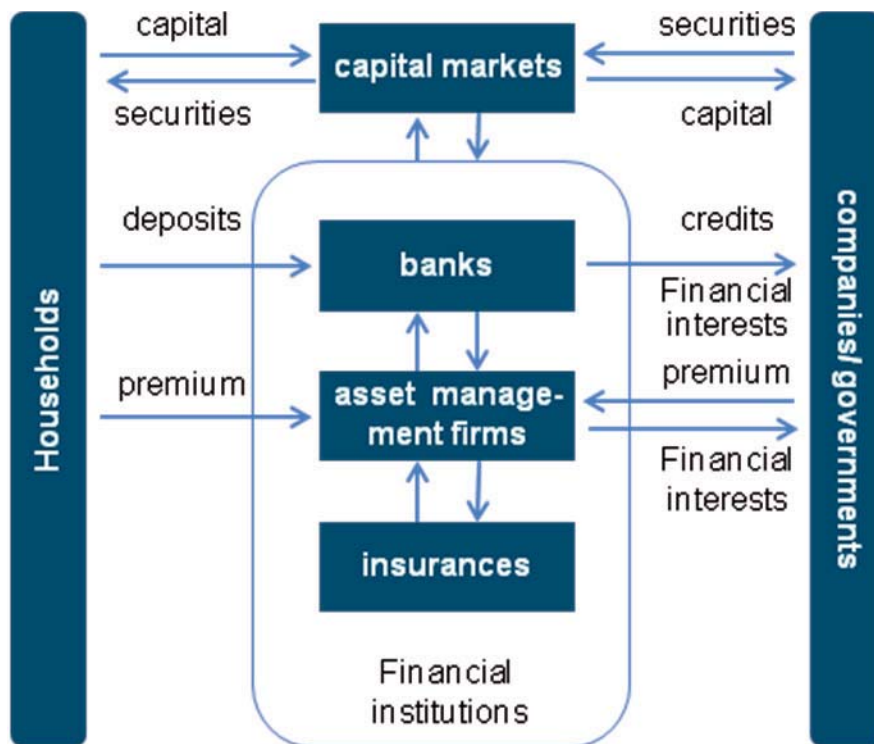 capital
securities
capital markets
securities
capital
deposits
banks
credits
Financial
interests
premium
asset manage-
ment firms
premium
Financial
interests
insurances
Financial
institutions
Households
companies/governments